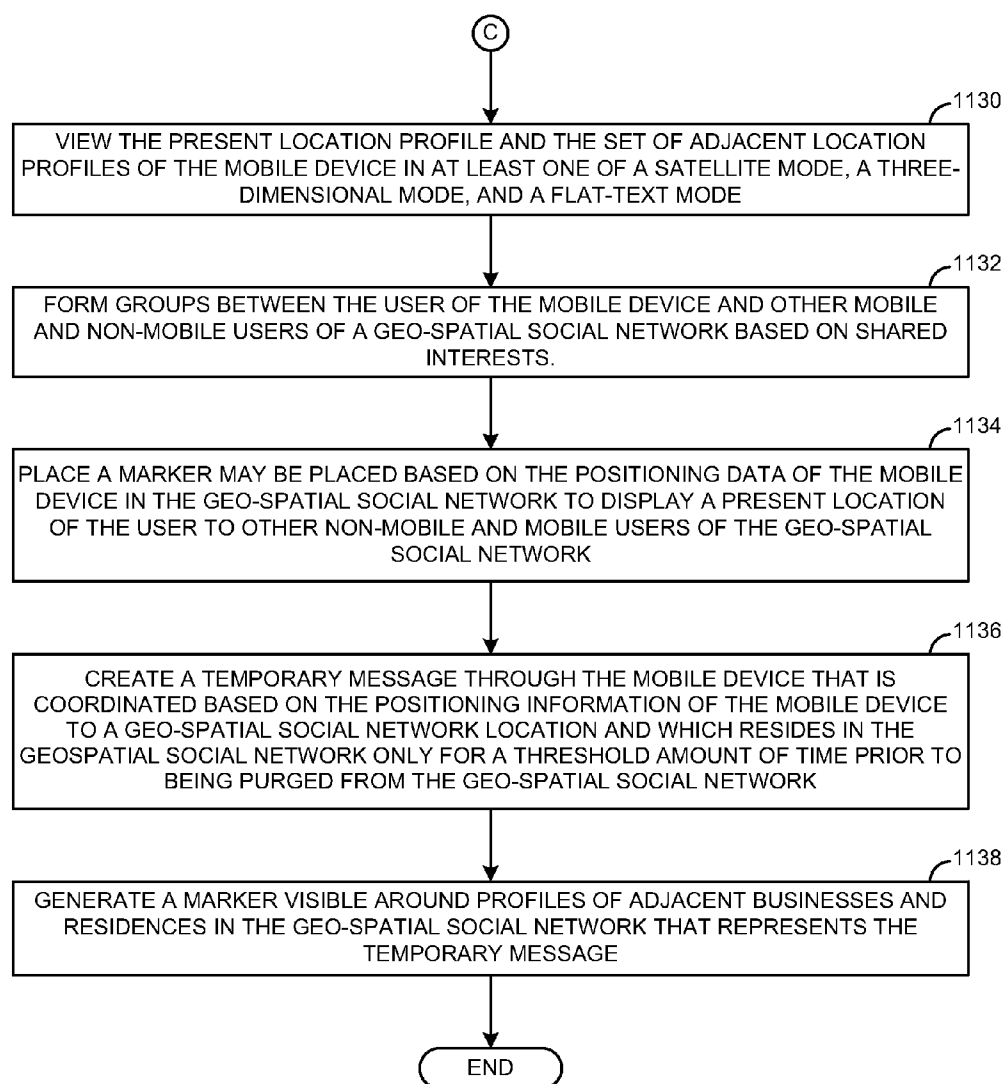 C
1130
VIEW THE PRESENT LOCATION PROFILE AND THE SET OF ADJACENT LOCATION
PROFILES OF THE MOBILE DEVICE IN AT LEAST ONE OF A SATELLITE MODE, A THREE-
DIMENSIONAL MODE, AND A FLAT-TEXT MODE
1132
FORM GROUPS BETWEEN THE USER OF THE MOBILE DEVICE AND OTHER MOBILE
AND NON-MOBILE USERS OF A GEO-SPATIAL SOCIAL NETWORK BASED ON SHARED
INTERESTS.
1134
PLACE A MARKER MAY BE PLACED BASED ON THE POSITIONING DATA OF THE MOBILE
DEVICE IN THE GEO-SPATIAL SOCIAL NETWORK TO DISPLAY A PRESENT LOCATION
OF THE USER TO OTHER NON-MOBILE AND MOBILE USERS OF THE GEO-SPATIAL
SOCIAL NETWORK
1136
CREATE A TEMPORARY MESSAGE THROUGH THE MOBILE DEVICE THAT IS
COORDINATED BASED ON THE POSITIONING INFORMATION OF THE MOBILE DEVICE
TO A GEO-SPATIAL SOCIAL NETWORK LOCATION AND WHICH RESIDES IN THE
GEOSPATIAL SOCIAL NETWORK ONLY FOR A THRESHOLD AMOUNT OF TIME PRIOR TO
BEING PURGED FROM THE GEO-SPATIAL SOCIAL NETWORK
1138
GENERATE A MARKER VISIBLE AROUND PROFILES OF ADJACENT BUSINESSES AND
RESIDENCES IN THE GEO-SPATIAL SOCIAL NETWORK THAT REPRESENTS THE
TEMPORARY MESSAGE
END